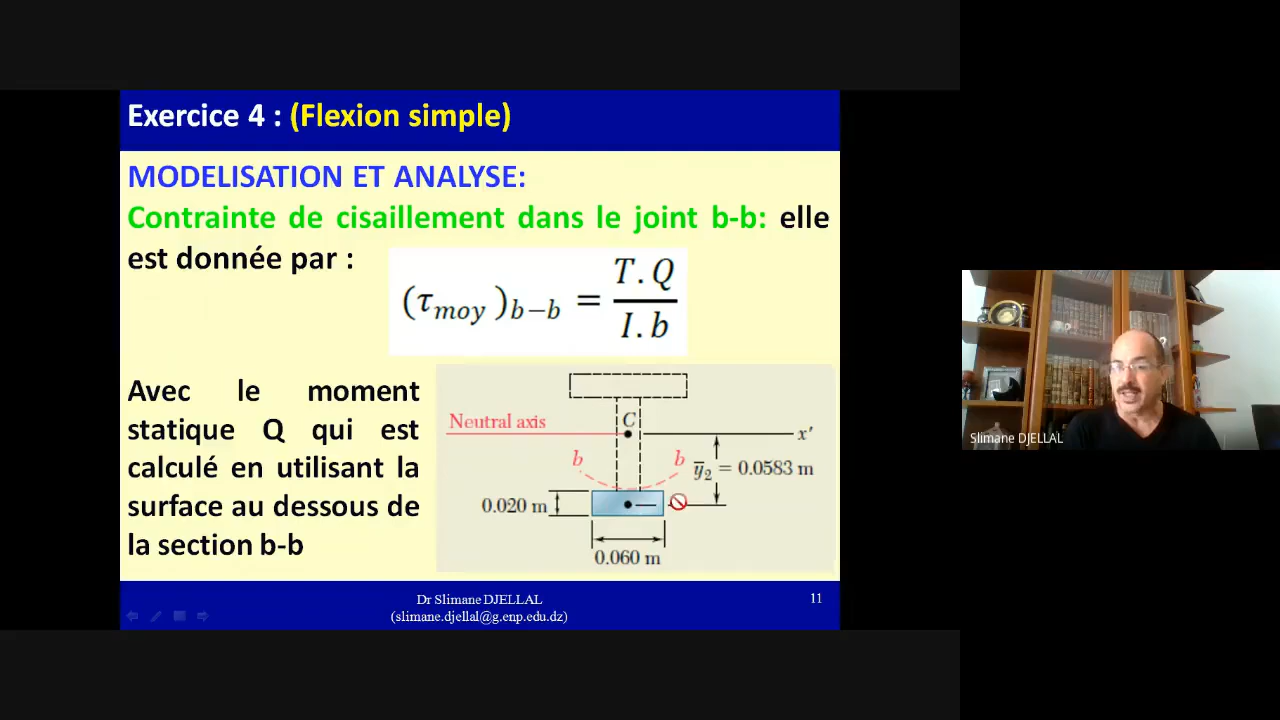 Exercice 4 : (Flexion simple)
MODELISATION ET ANALYSE:
Contrainte de cisaillement dans le joint b-b: elle
est donnée par :
(τmoy)b−b = T.Q / I.b
Avec le moment
statique Q qui est
calculé en utilisant la
surface au dessous de
la section b-b
Neutral axis
C
x'
b
b
y̅2 = 0.0583 m
0.020 m
0.060 m
Dr Slimane DJELLAL
(slimane.djellal@g.enp.edu.dz)
11
Slimane DJELLAL